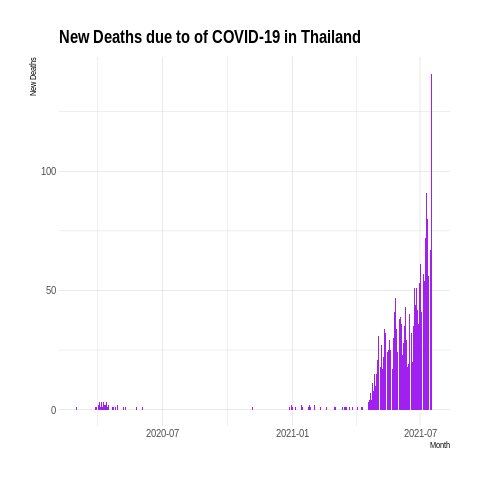 New Deaths due to of COVID-19 in Thailand
New Deaths
100
50
0
2020-07
2021-01
2021-07
Month